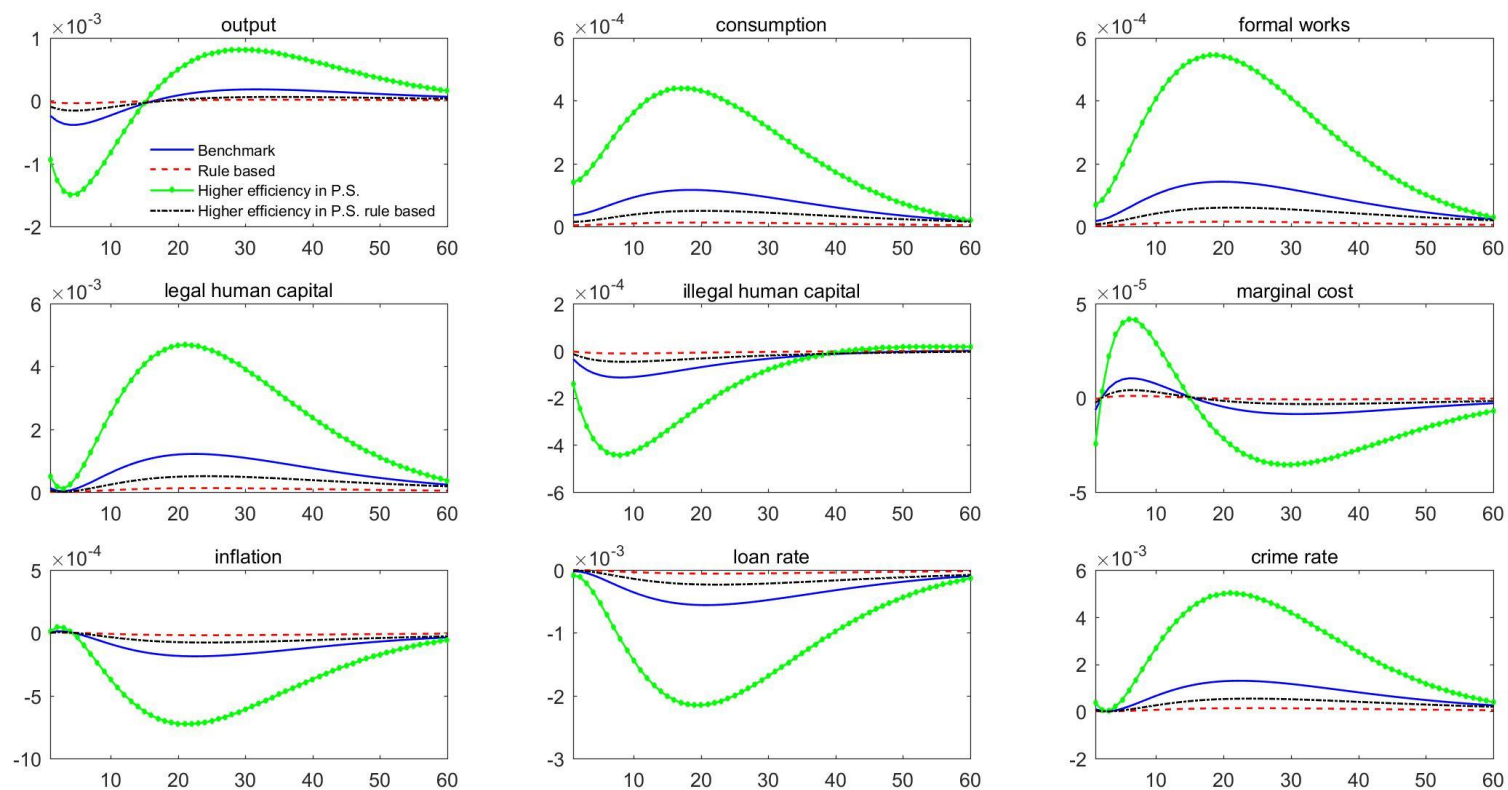 ×10⁻³ output
1
0
-1
-2
Benchmark
Rule based
Higher efficiency in P.S.
Higher efficiency in P.S. rule based
10 20 30 40 50 60
×10⁻⁴ consumption
6
4
2
0
10 20 30 40 50 60
×10⁻⁴ formal works
6
4
2
0
10 20 30 40 50 60
×10⁻³ legal human capital
6
4
2
0
10 20 30 40 50 60
×10⁻⁴ illegal human capital
2
0
-2
-4
-6
10 20 30 40 50 60
×10⁻⁵ marginal cost
5
0
-5
10 20 30 40 50 60
×10⁻⁴ inflation
5
0
-5
-10
10 20 30 40 50 60
×10⁻³ loan rate
0
-1
-2
-3
10 20 30 40 50 60
×10⁻³ crime rate
6
4
2
0
-2
10 20 30 40 50 60